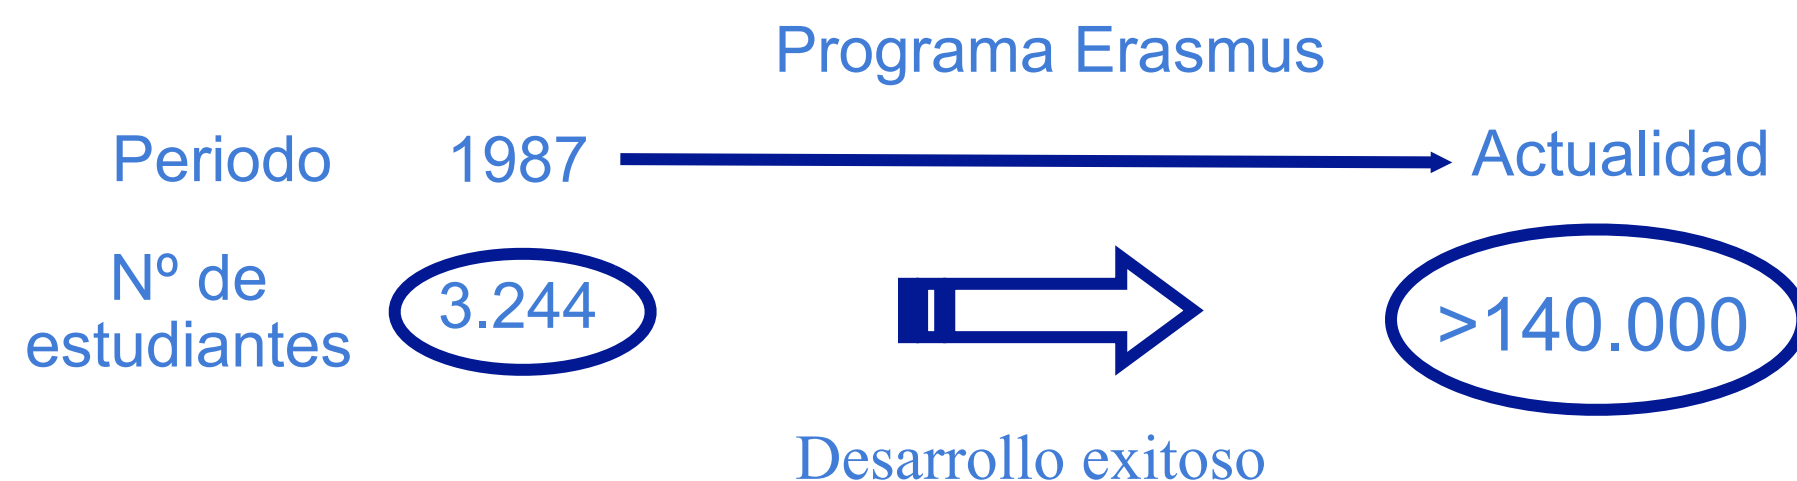 Programa Erasmus
Periodo 1987 Actualidad
Nº de
estudiantes
3.244
>140.000
Desarrollo exitoso